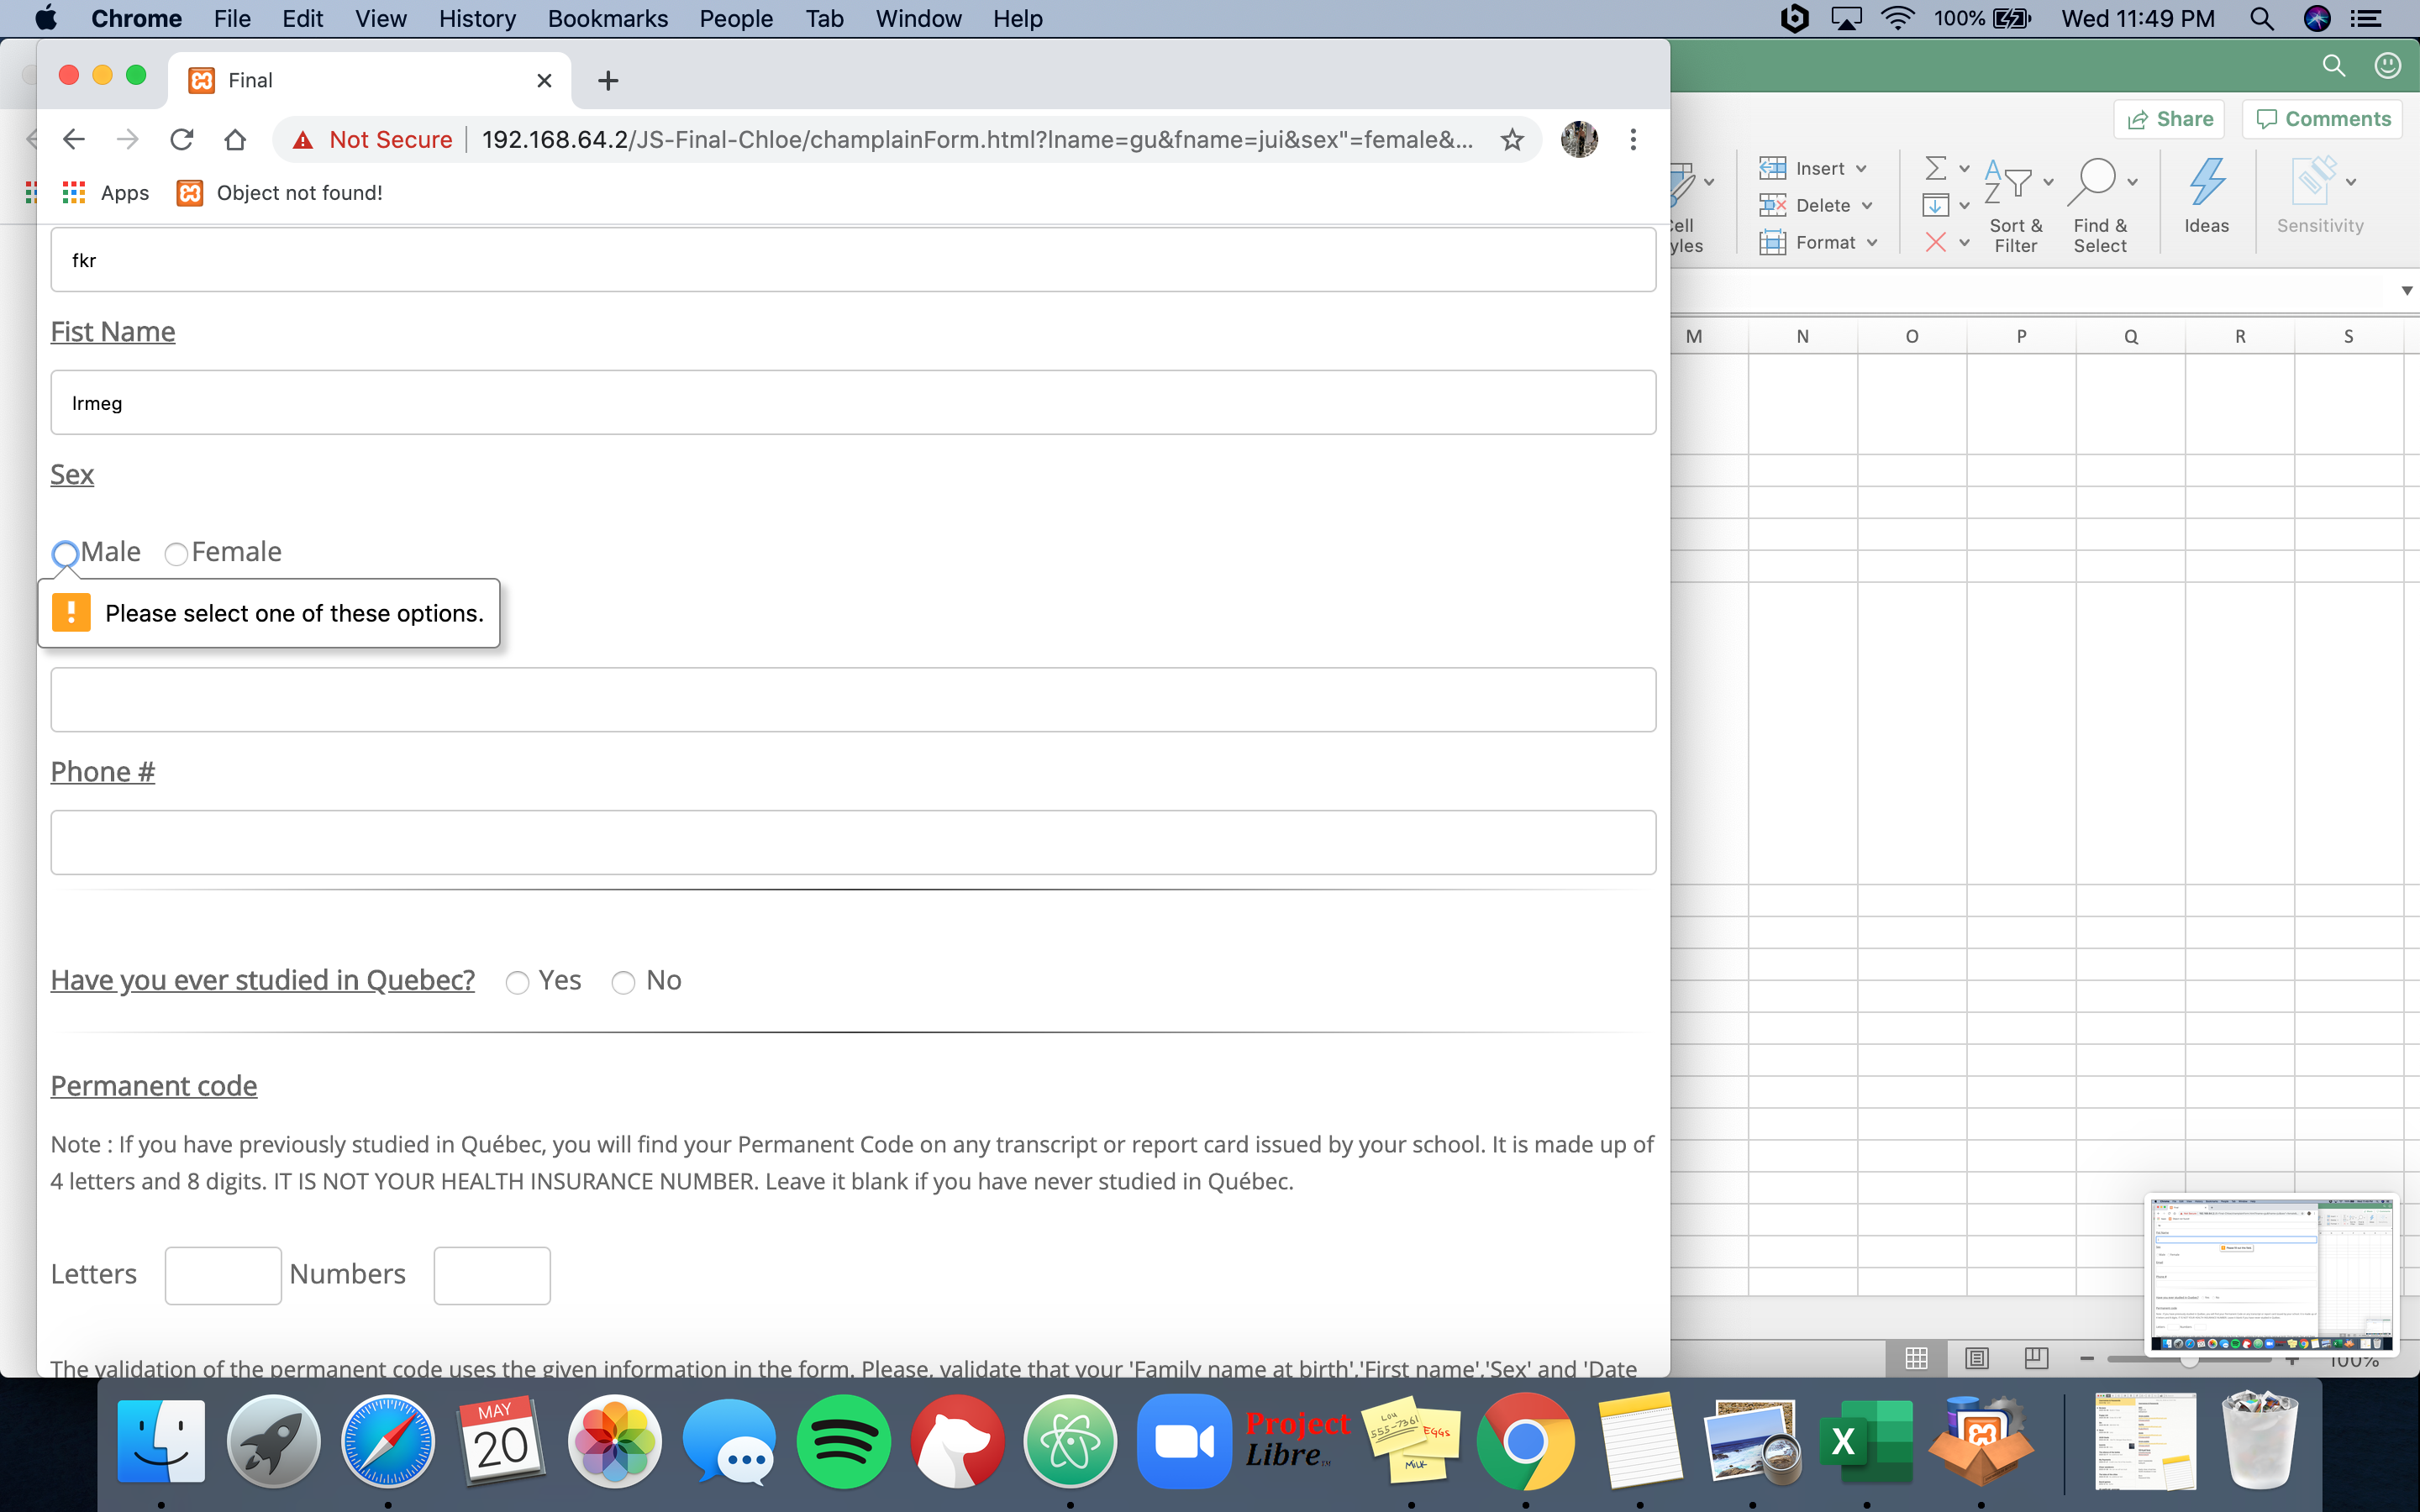 Chrome File Edit View History Bookmarks People Tab Window Help 100% Wed 11:49 PM
Final
Not Secure 192.168.64.2/JS-Final-Chloe/champlainForm.html?lname=gu&fname=jui&sex"=female&...
Apps Object not found!
Share Comments
Insert
Delete
Format
Sort & Filter
Find & Select
Ideas
Sensitivity
M N O P Q R S
fkr
Fist Name
lrmeg
Sex
Male Female
Please select one of these options.
Phone #
Have you ever studied in Quebec? Yes No
Permanent code
Note : If you have previously studied in Québec, you will find your Permanent Code on any transcript or report card issued by your school. It is made up of
4 letters and 8 digits. IT IS NOT YOUR HEALTH INSURANCE NUMBER. Leave it blank if you have never studied in Québec.
Letters Numbers
The validation of the permanent code uses the given information in the form. Please, validate that your 'Family name at birth','First name','Sex' and 'Date
100%
MAY
20
Project
Libre
LOU
555-7361
EGGS
MILK
X